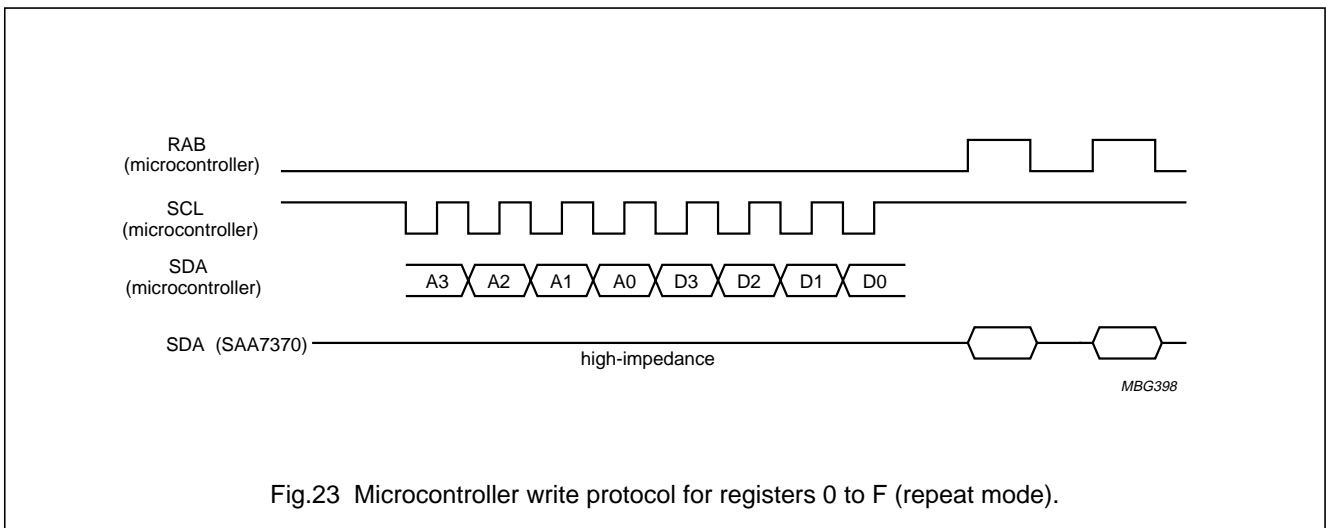 RAB
(microcontroller)
SCL
(microcontroller)
SDA
(microcontroller)
A3 A2 A1 A0 D3 D2 D1 D0
SDA (SAA7370)
high-impedance
MBG398
Fig.23 Microcontroller write protocol for registers 0 to F (repeat mode).